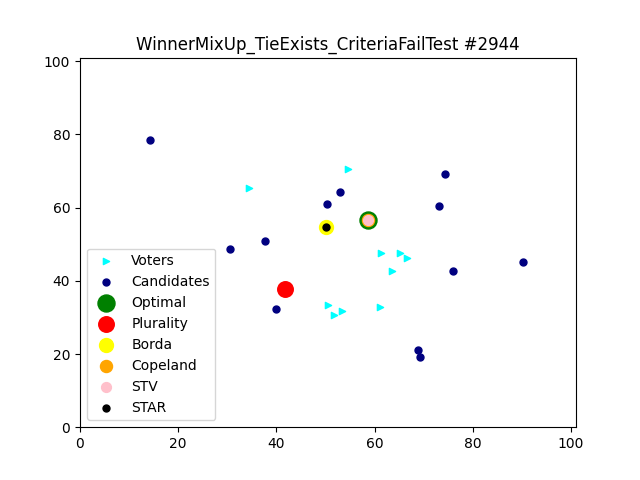 WinnerMixUp_TieExists_CriteriaFailTest #2944
100
80
60
40
20
0
Voters
Candidates
Optimal
Plurality
Borda
Copeland
STV
STAR
0 20 40 60 80 100